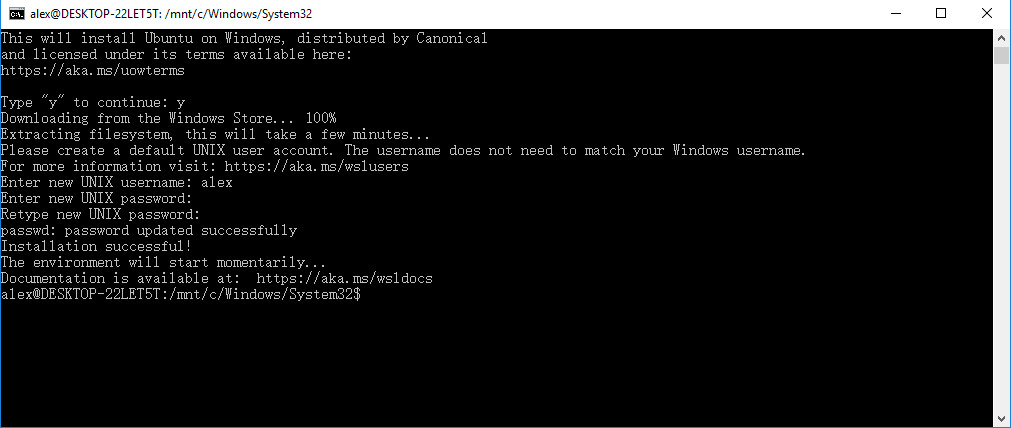 alex@DESKTOP-22LET5T: /mnt/c/Windows/System32
This will install Ubuntu on Windows, distributed by Canonical
and licensed under its terms available here:
https://aka.ms/uowterms
Type "y" to continue: y
Downloading from the Windows Store... 100%
Extracting filesystem, this will take a few minutes...
Please create a default UNIX user account. The username does not need to match your Windows username.
For more information visit: https://aka.ms/wslusers
Enter new UNIX username: alex
Enter new UNIX password:
Retype new UNIX password:
passwd: password updated successfully
Installation successful!
The environment will start momentarily...
Documentation is available at:  https://aka.ms/wsldocs
alex@DESKTOP-22LET5T:/mnt/c/Windows/System32$